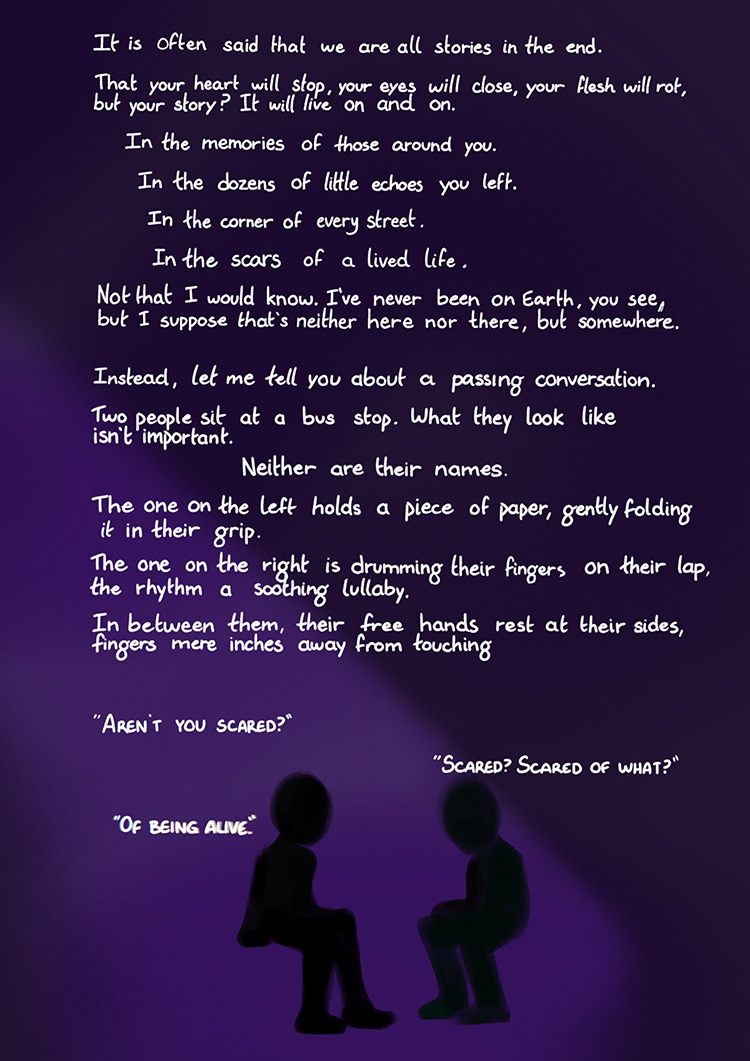 It is often said that we are all stories in the end.
That your heart will stop, your eyes will close, your flesh will rot,
but your story? It will live on and on.
In the memories of those around you.
In the dozens of little echoes you left.
In the corner of every street.
In the scars of a lived life.
Not that I would know. I've never been on Earth, you see,
but I suppose that's neither here nor there, but somewhere.
Instead, let me tell you about a passing conversation.
Two people sit at a bus stop. What they look like
isn't important.
Neither are their names.
The one on the left holds a piece of paper, gently folding
it in their grip.
The one on the right is drumming their fingers on their lap,
the rhythm a soothing lullaby.
In between them, their free hands rest at their sides,
fingers mere inches away from touching
"AREN'T YOU SCARED?"
"SCARED? SCARED OF WHAT?"
"OF BEING ALIVE."